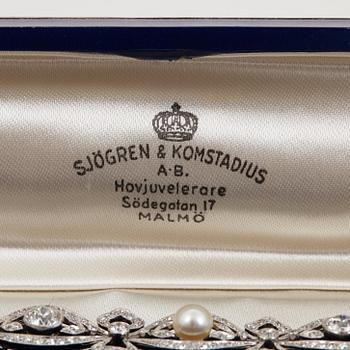 SJÖGREN & KOMSTADIUS
A·B.
Hovjuvelerare
Södegatan 17
MALMÖ